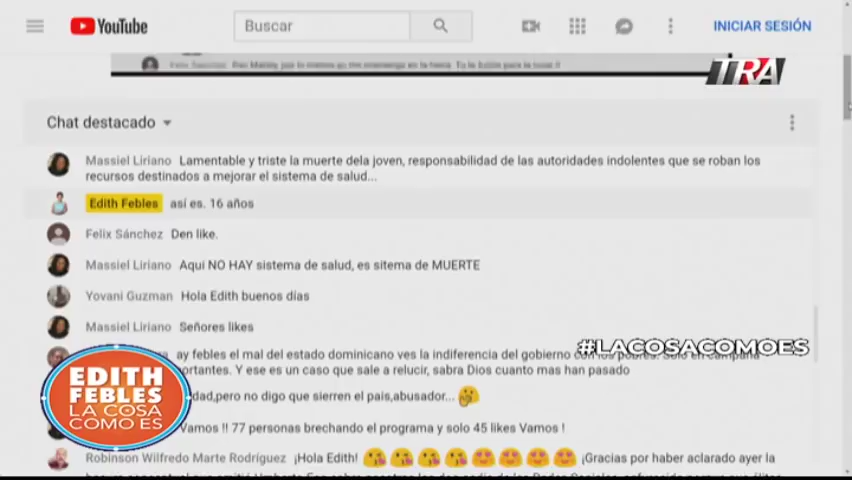 YouTube
Buscar
INICIAR SESIÓN
TRA
Chat destacado
Massiel Liriano Lamentable y triste la muerte dela joven, responsabilidad de las autoridades indolentes que se roban los
recursos destinados a mejorar el sistema de salud...
Edith Febles así es. 16 años
Felix Sánchez Den like.
Massiel Liriano Aqui NO HAY sistema de salud, es sitema de MUERTE
Yovani Guzman Hola Edith buenos días
Massiel Liriano Señores likes
#LACOSACOMOES
ay febles el mal del estado dominicano ves la indiferencia del gobierno con los pobres. Solo en campaña
portantes. Y ese es un caso que sale a relucir, sabra Dios cuanto mas han pasado
dad,pero no digo que sierren el pais,abusador...
Vamos !! 77 personas brechando el programa y solo 45 likes Vamos !
EDITH
FEBLES
LA COSA
COMO ES
Robinson Wilfredo Marte Rodríguez ¡Hola Edith! 😘😘😘😘😍😍😍😍 ¡Gracias por haber aclarado ayer la